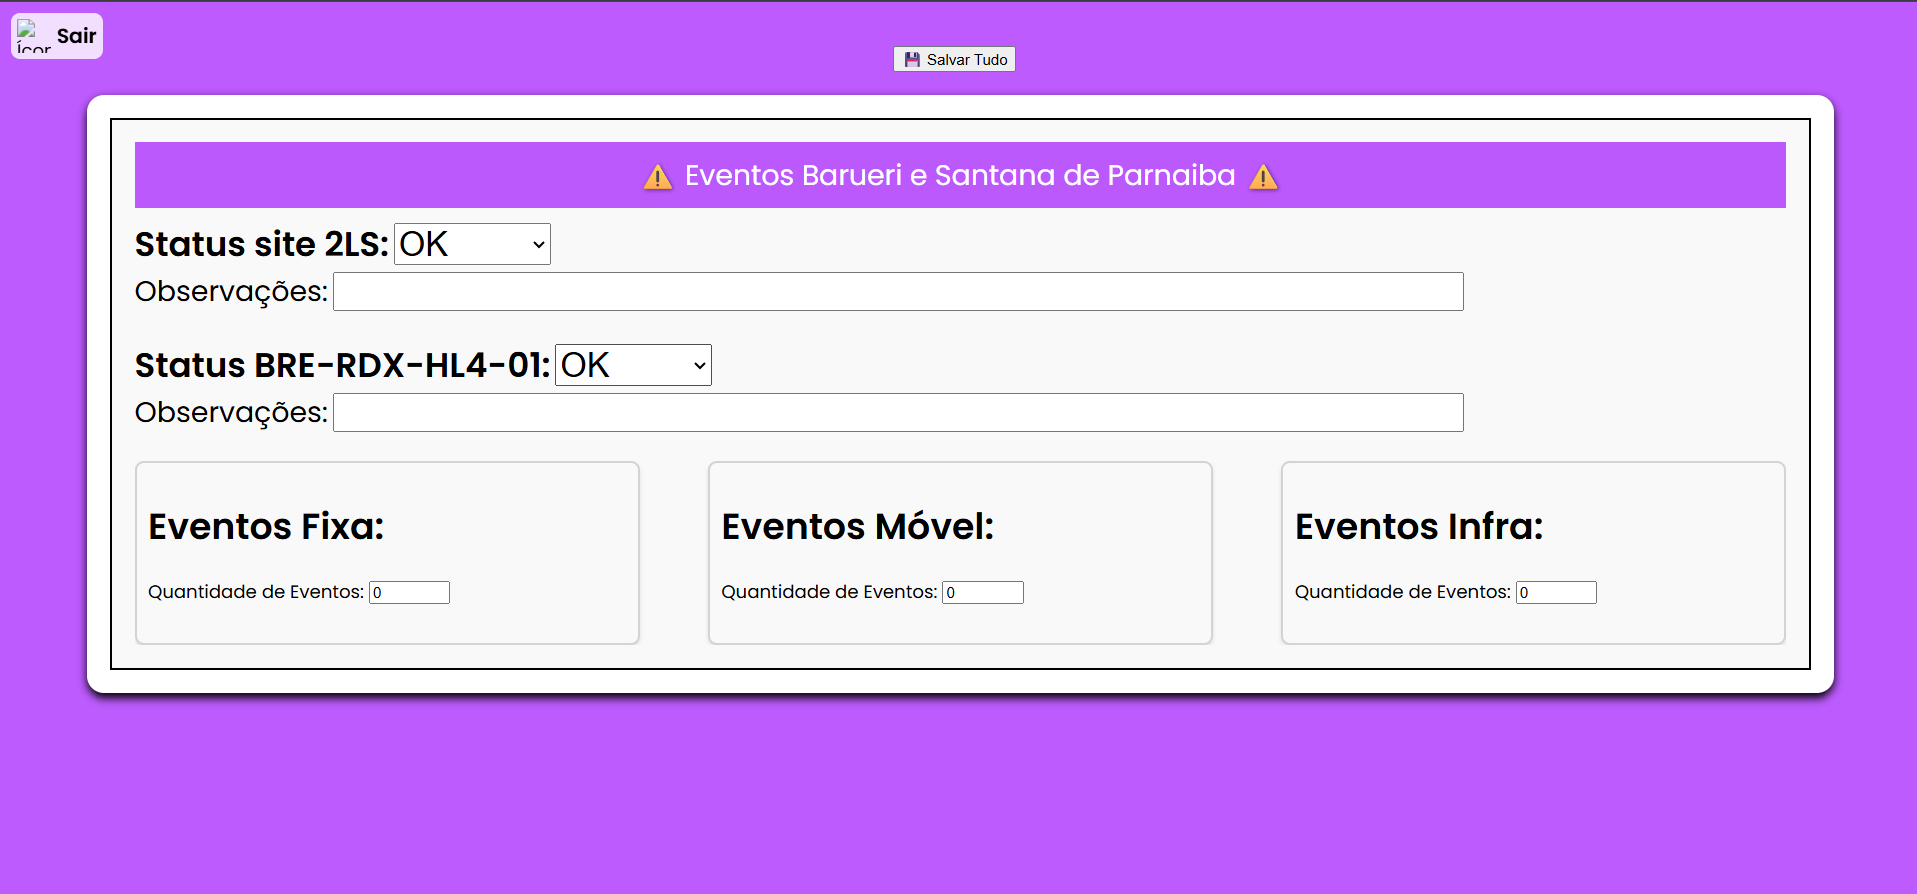 Ícor Sair
💾 Salvar Tudo
⚠️ Eventos Barueri e Santana de Parnaiba ⚠️
Status site 2LS: OK
Observações:
Status BRE-RDX-HL4-01: OK
Observações:
Eventos Fixa:
Quantidade de Eventos: 0
Eventos Móvel:
Quantidade de Eventos: 0
Eventos Infra:
Quantidade de Eventos: 0